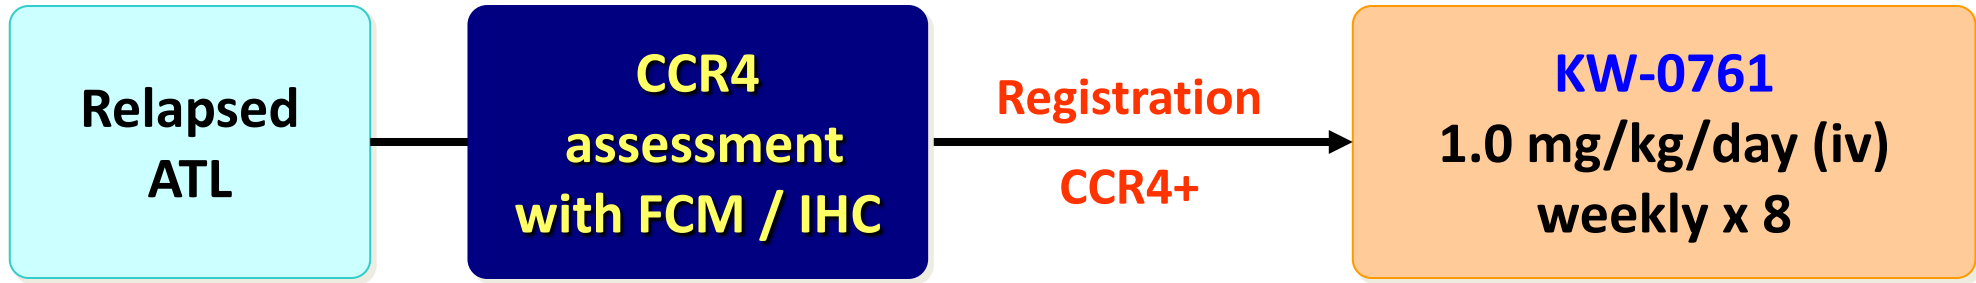 Relapsed
ATL
CCR4
assessment
with FCM / IHC
Registration
CCR4+
KW-0761
1.0 mg/kg/day (iv)
weekly x 8